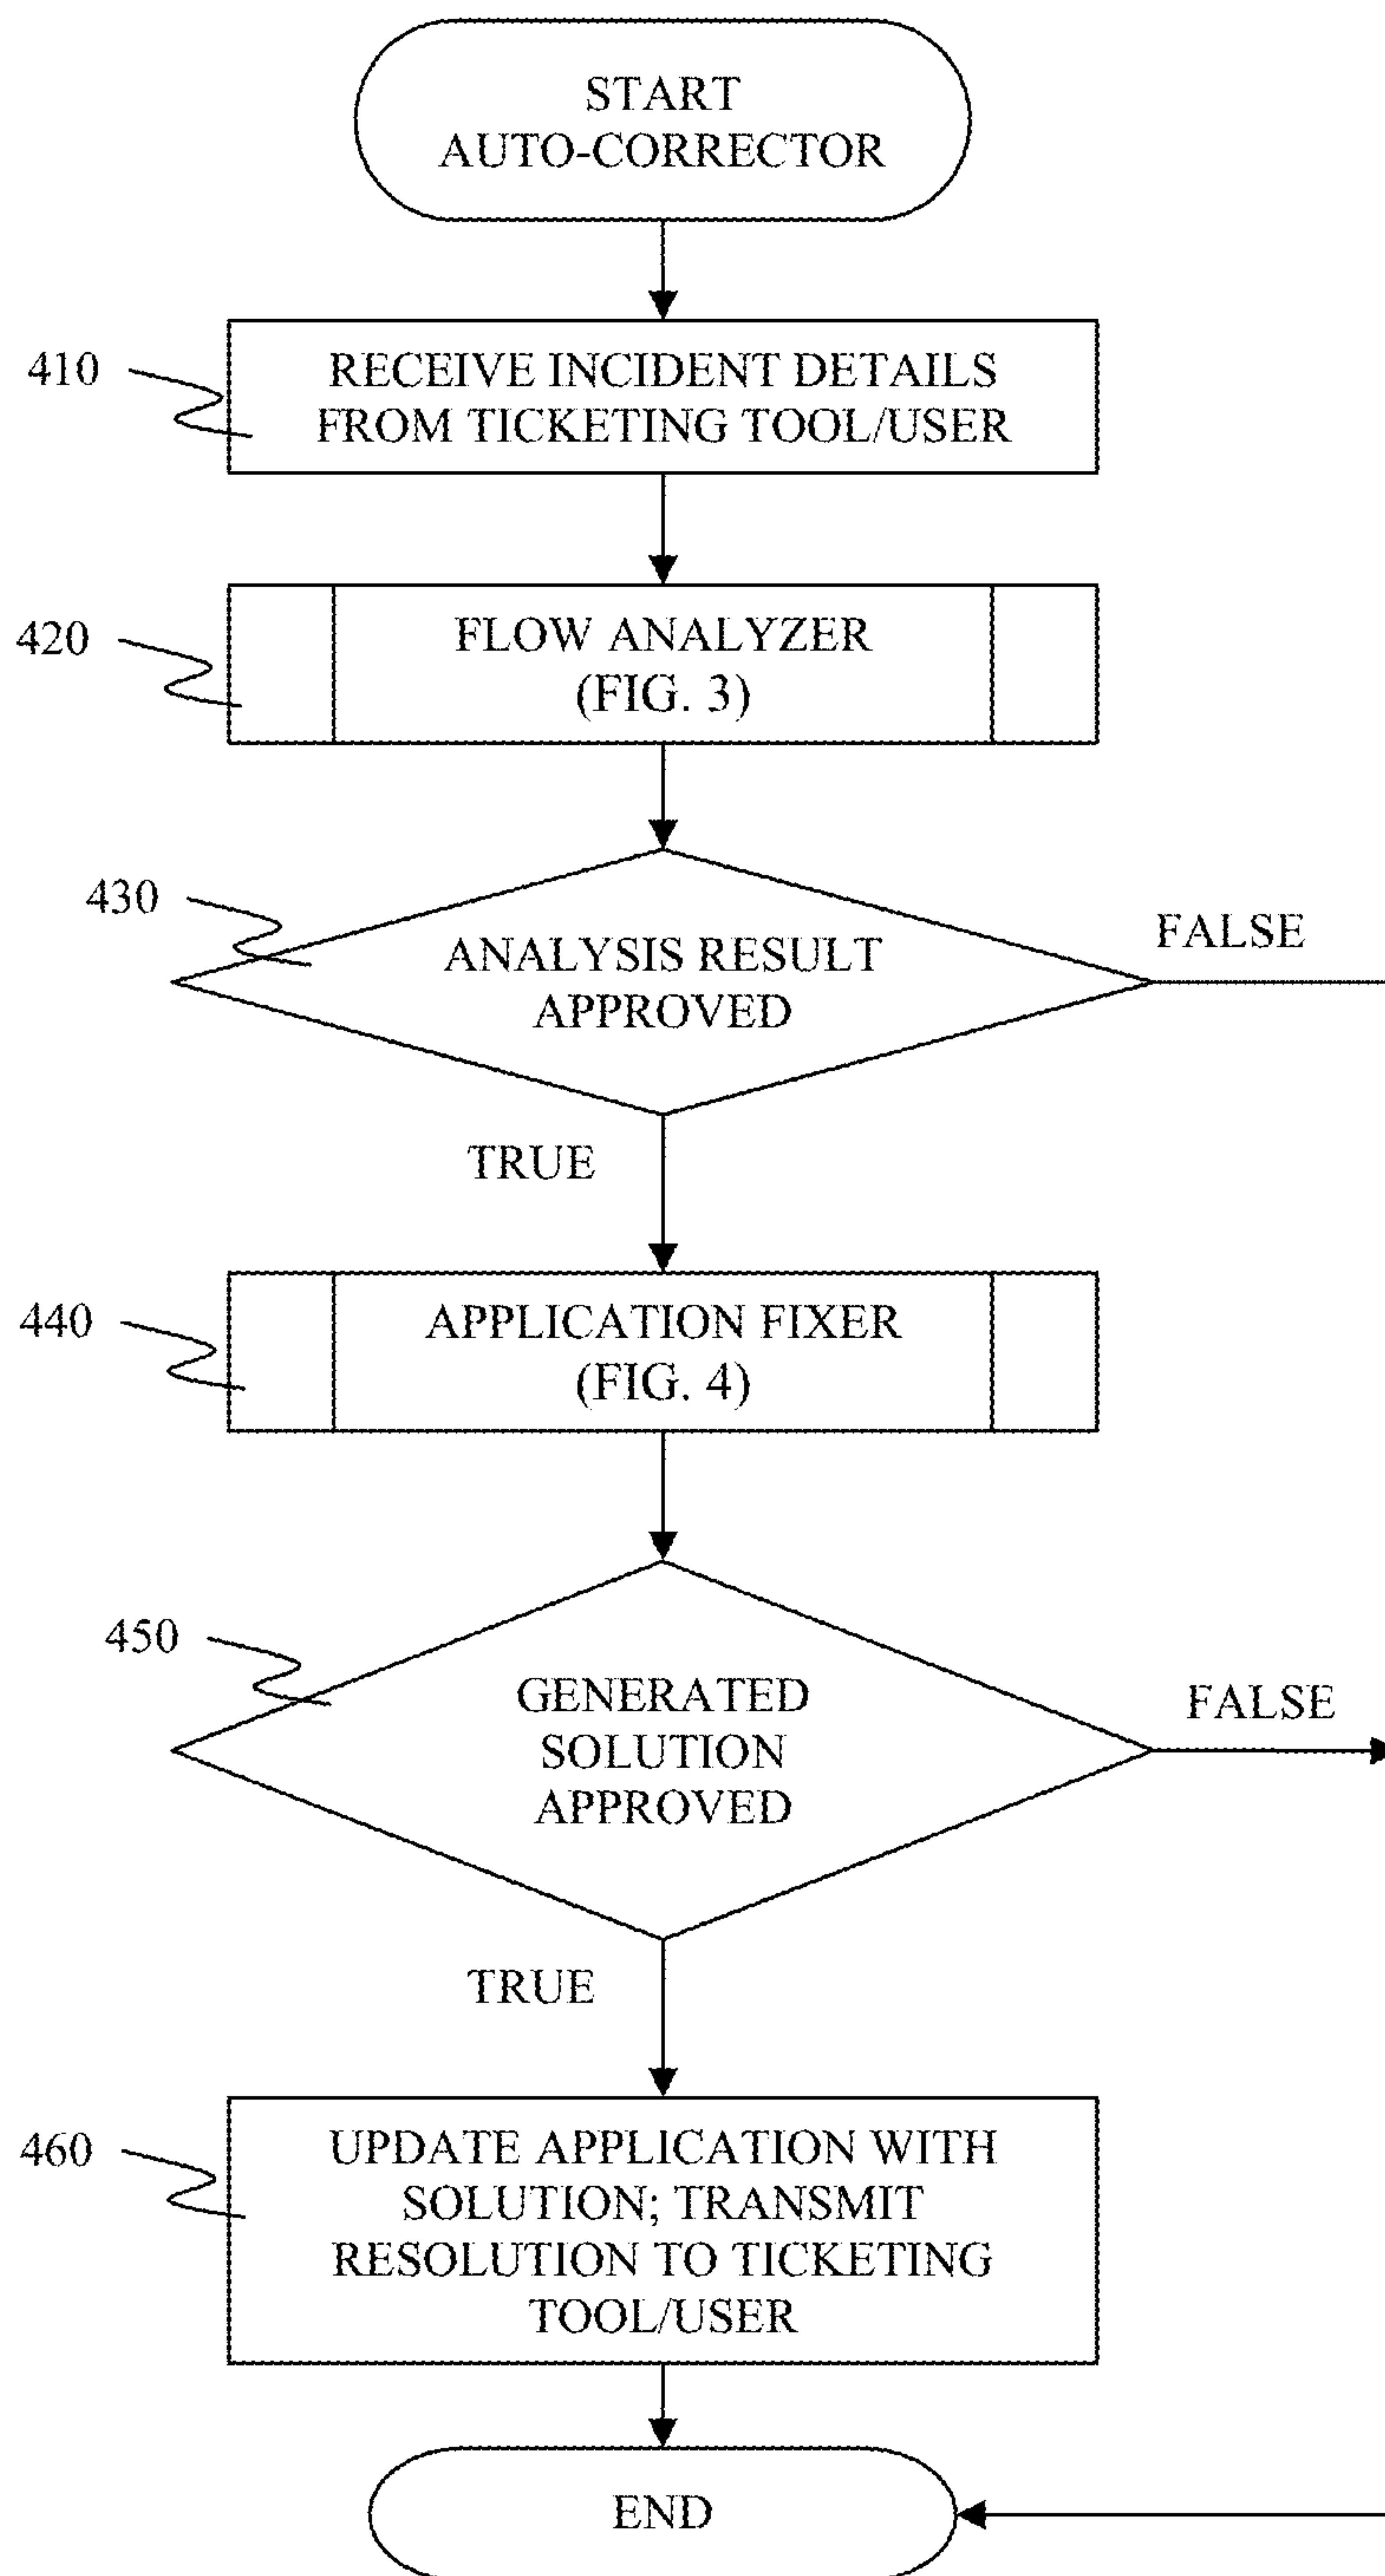 START
AUTO-CORRECTOR
410
RECEIVE INCIDENT DETAILS
FROM TICKETING TOOL/USER
420
FLOW ANALYZER
(FIG. 3)
430
ANALYSIS RESULT
APPROVED
FALSE
TRUE
440
APPLICATION FIXER
(FIG. 4)
450
GENERATED
SOLUTION
APPROVED
FALSE
TRUE
460
UPDATE APPLICATION WITH
SOLUTION; TRANSMIT
RESOLUTION TO TICKETING
TOOL/USER
END